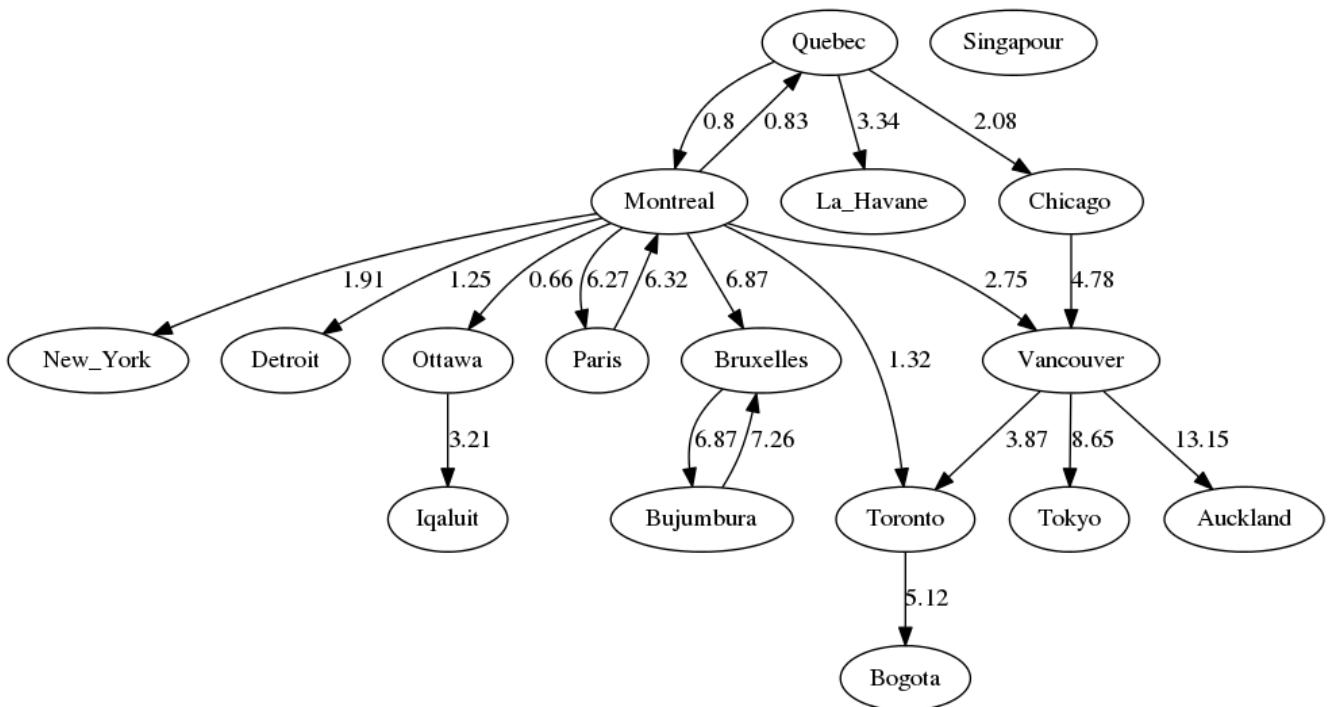 Quebec Singapour
0.8 0.83 3.34 2.08
Montreal La_Havane Chicago
1.91 1.25 0.66 6.27 6.32 6.87 2.75 4.78
New_York Detroit Ottawa Paris Bruxelles 1.32 Vancouver
3.21 6.87 7.26 3.87 8.65 13.15
Iqaluit Bujumbura Toronto Tokyo Auckland
5.12
Bogota